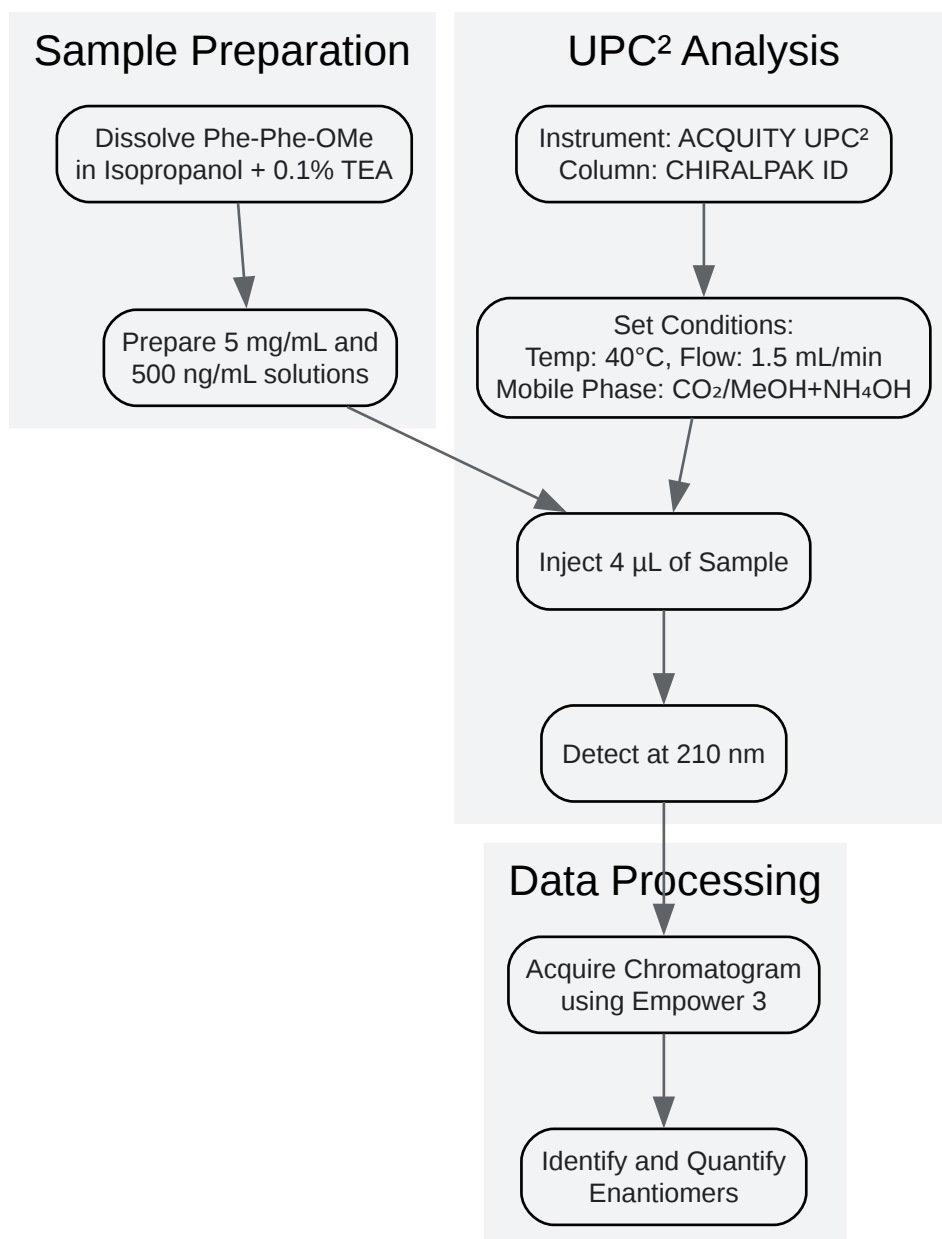 Sample Preparation
Dissolve Phe-Phe-OMe
in Isopropanol + 0.1% TEA
Prepare 5 mg/mL and
500 ng/mL solutions
UPC² Analysis
Instrument: ACQUITY UPC²
Column: CHIRALPAK ID
Set Conditions:
Temp: 40°C, Flow: 1.5 mL/min
Mobile Phase: CO₂/MeOH+NH₄OH
Inject 4 µL of Sample
Detect at 210 nm
Data Processing
Acquire Chromatogram
using Empower 3
Identify and Quantify
Enantiomers